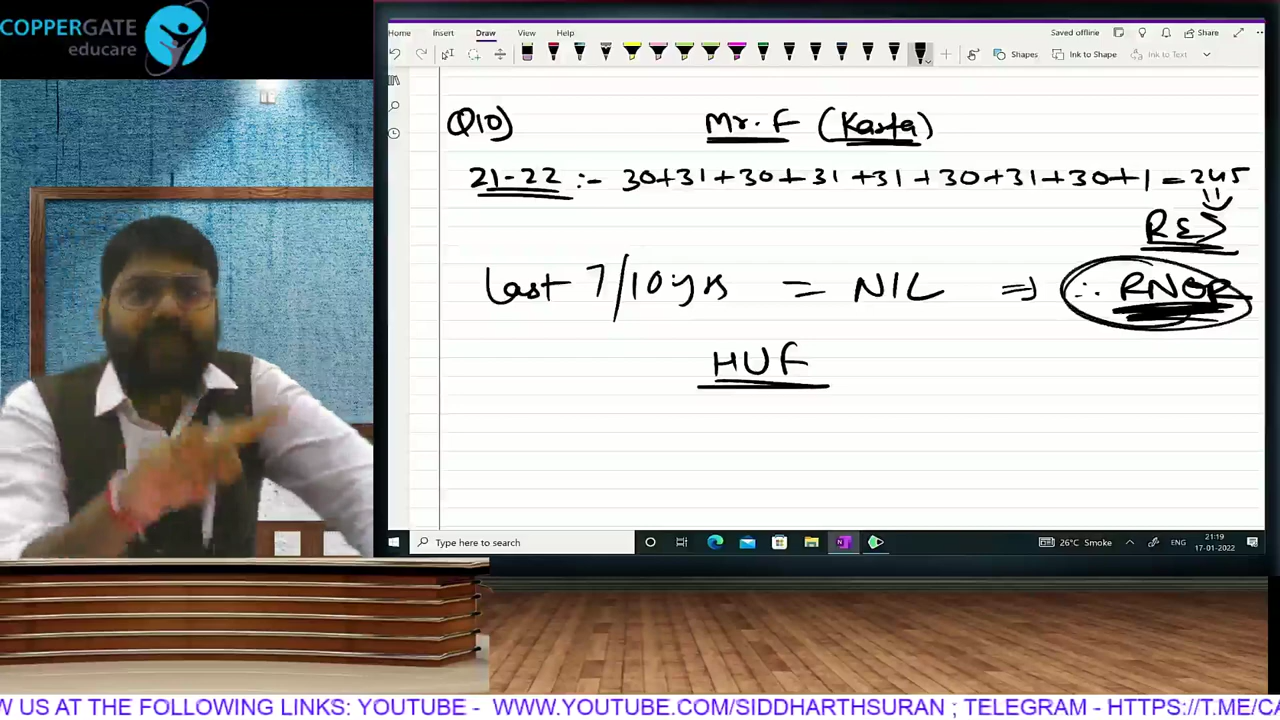 COPPERGATE
educare
Home Insert Draw View Help Saved offline Share
Shapes Ink to Shape Ink to Text
Q10) Mr. F (Karta)
21-22 :- 30+31+30+31+31+30+31+30+1=245
RES
last 7/10 yrs = NIL ⇒ ∴ RNOR
HUF
Type here to search
26°C Smoke ENG 21:19
17-01-2022
W US AT THE FOLLOWING LINKS: YOUTUBE - WWW.YOUTUBE.COM/SIDDHARTHSURAN ; TELEGRAM - HTTPS://T.ME/CA